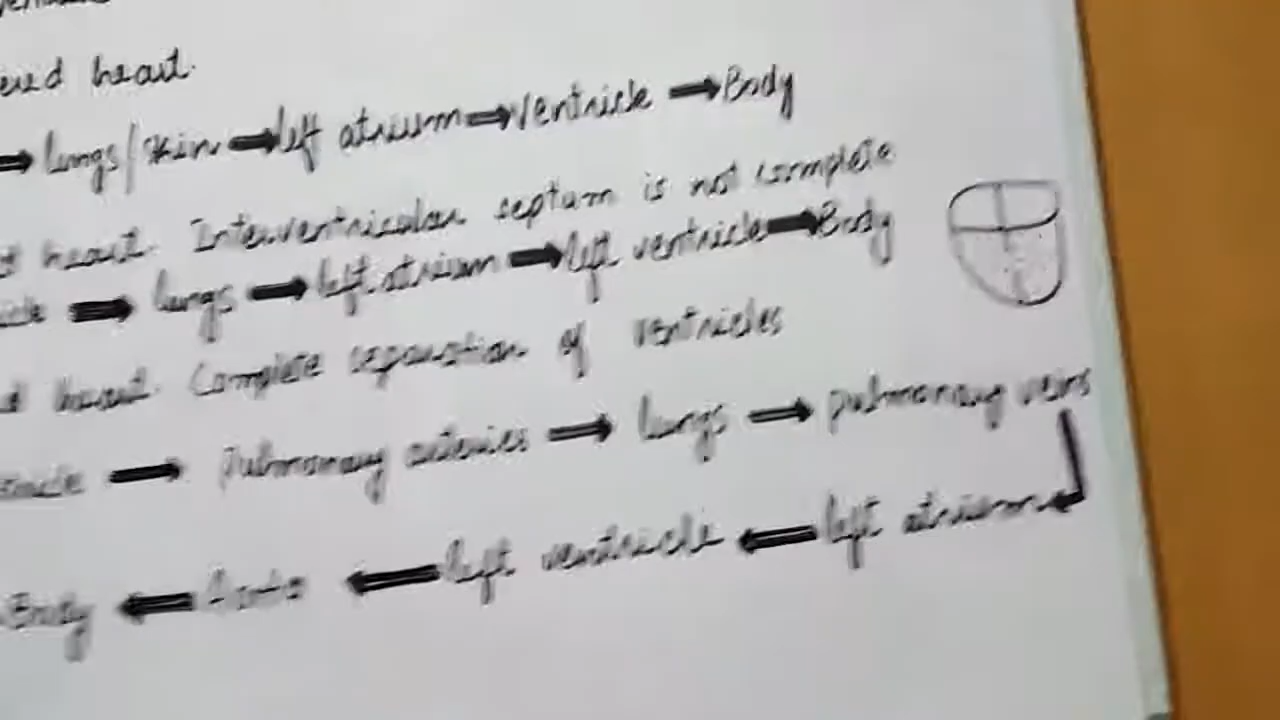 heart.
→ lungs/skin → left atrium → Ventricle → Body
heart. Interventricular septum is not complete
→ lungs → left atrium → left ventricle → Body
heart. Complete separation of ventricles
→ Pulmonary arteries → lungs → pulmonary veins
Body ← Aorta ← left ventricle ← left atrium